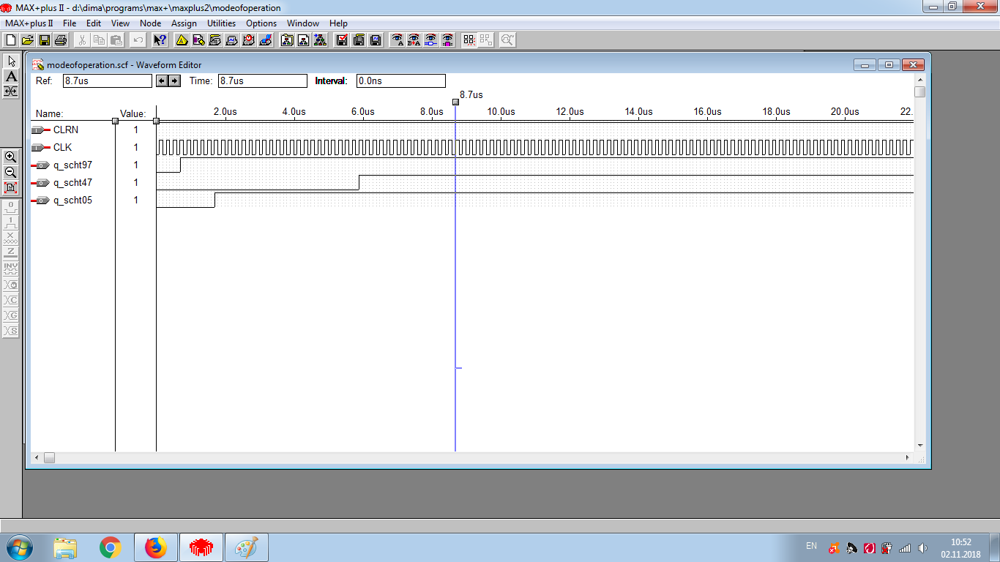 MAX+plus II - d:\dima\programs\max+\maxplus2\modeofoperation
MAX+plus II File Edit View Node Assign Utilities Options Window Help
modeofoperation.scf - Waveform Editor
Ref: 8.7us Time: 8.7us Interval: 0.0ns
8.7us
Name: Value: 2.0us 4.0us 6.0us 8.0us 10.0us 12.0us 14.0us 16.0us 18.0us 20.0us 22.
CLRN 1
CLK 1
q_scht97 1
q_scht47 1
q_scht05 1
EN 10:52
02.11.2018